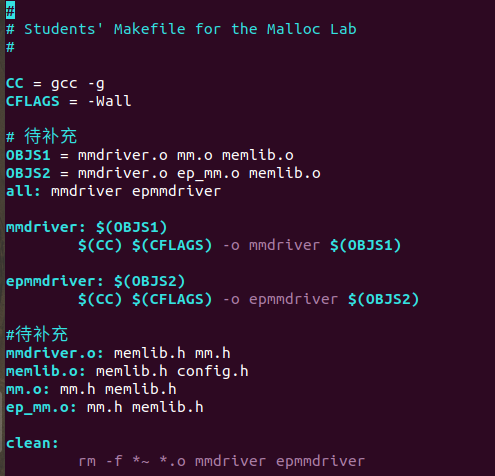 #
# Students' Makefile for the Malloc Lab
#
CC = gcc -g
CFLAGS = -Wall
# 待补充
OBJS1 = mmdriver.o mm.o memlib.o
OBJS2 = mmdriver.o ep_mm.o memlib.o
all: mmdriver epmmdriver
mmdriver: $(OBJS1)
$(CC) $(CFLAGS) -o mmdriver $(OBJS1)
epmmdriver: $(OBJS2)
$(CC) $(CFLAGS) -o epmmdriver $(OBJS2)
#待补充
mmdriver.o: memlib.h mm.h
memlib.o: memlib.h config.h
mm.o: mm.h memlib.h
ep_mm.o: mm.h memlib.h
clean:
rm -f *~ *.o mmdriver epmmdriver